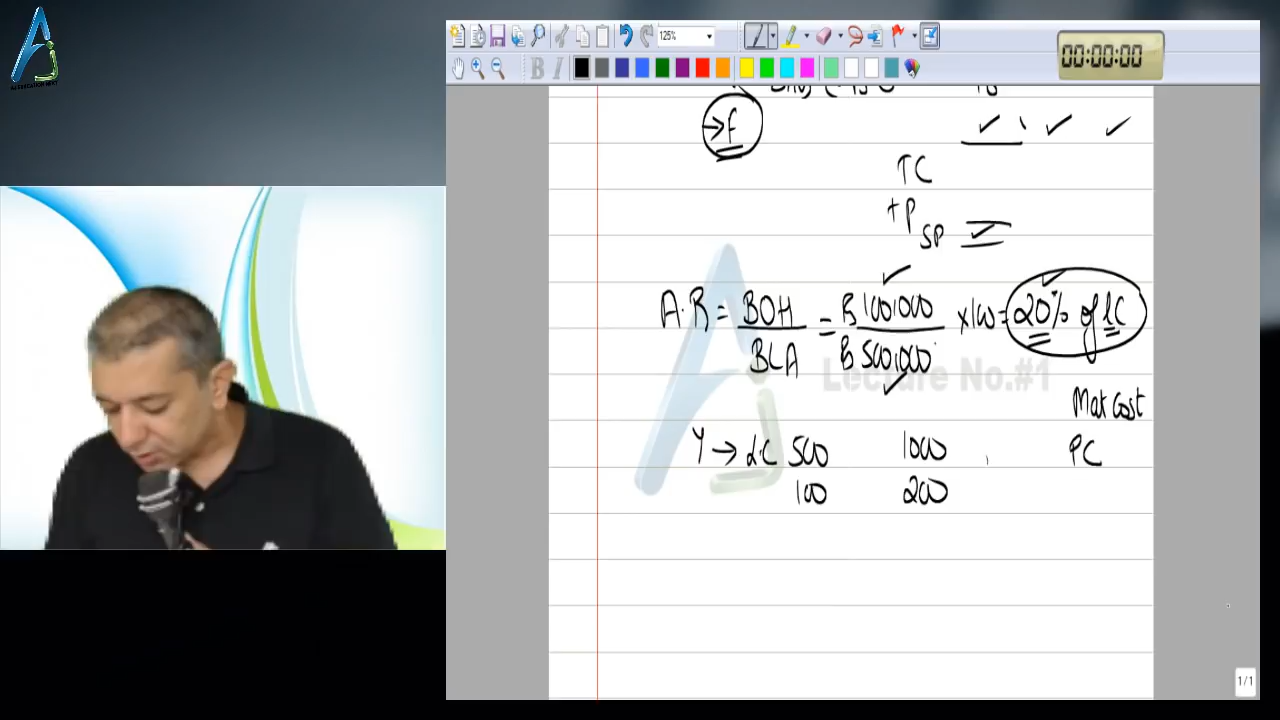 125%
00:00:00
→ F
TC
+ P
SP
A.R = BOH = B 100,000 x 100 = 20% of LC
BLA B 500,000
Lecture No.#1
Mat Cost
Y → LC 500 1000 PC
100 200
1/1